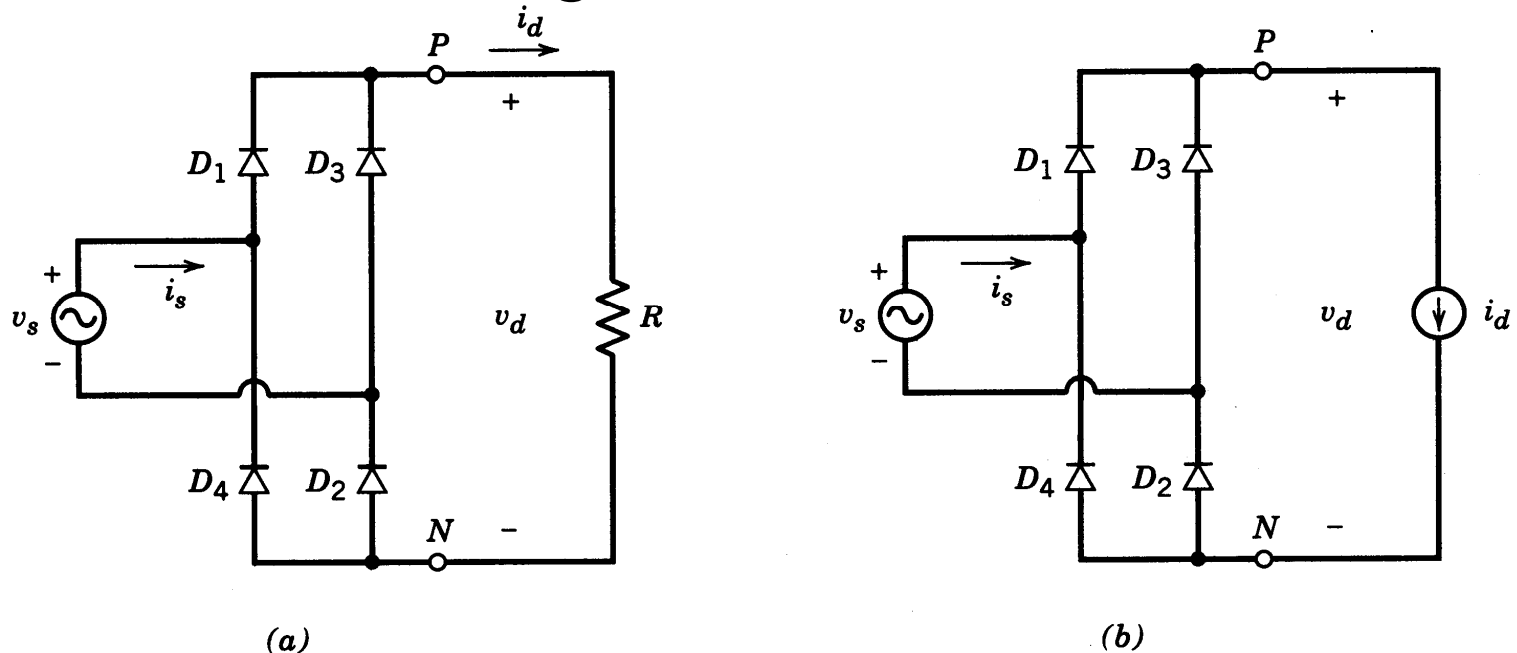 i_d
P
+
D_1 D_3
+
i_s
v_s
v_d
R
−
D_4 D_2
N −
(a)
P
+
D_1 D_3
+
i_s
v_s
v_d
i_d
−
D_4 D_2
N −
(b)